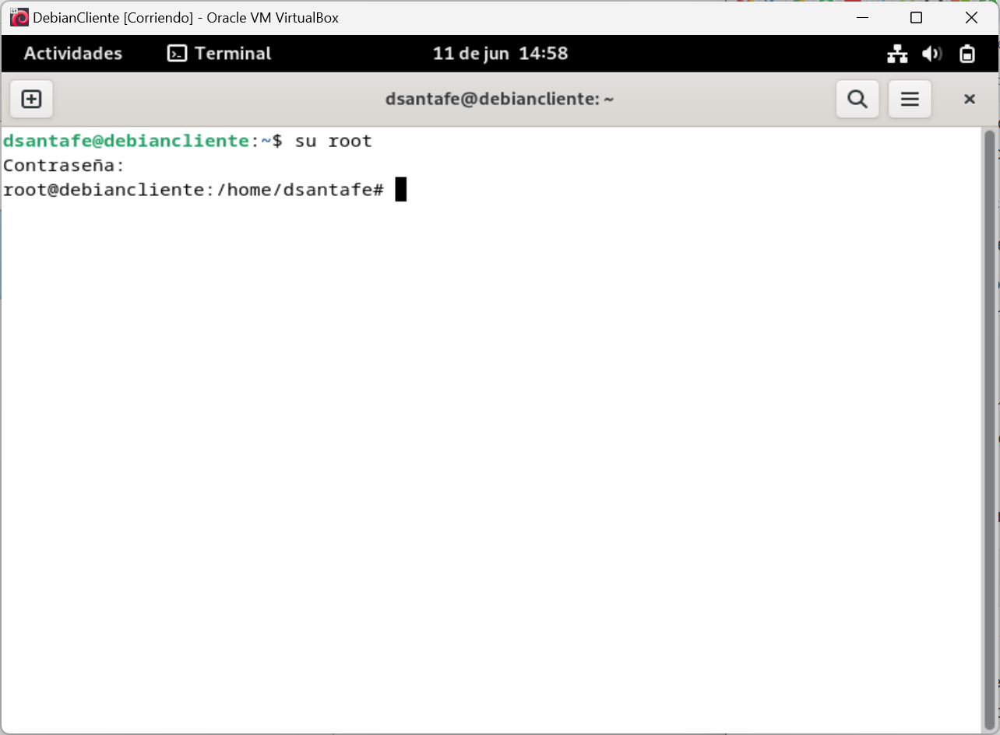 DebianCliente [Corriendo] - Oracle VM VirtualBox
Actividades Terminal 11 de jun 14:58
dsantafe@debiancliente: ~
dsantafe@debiancliente:~$ su root
Contraseña:
root@debiancliente:/home/dsantafe#